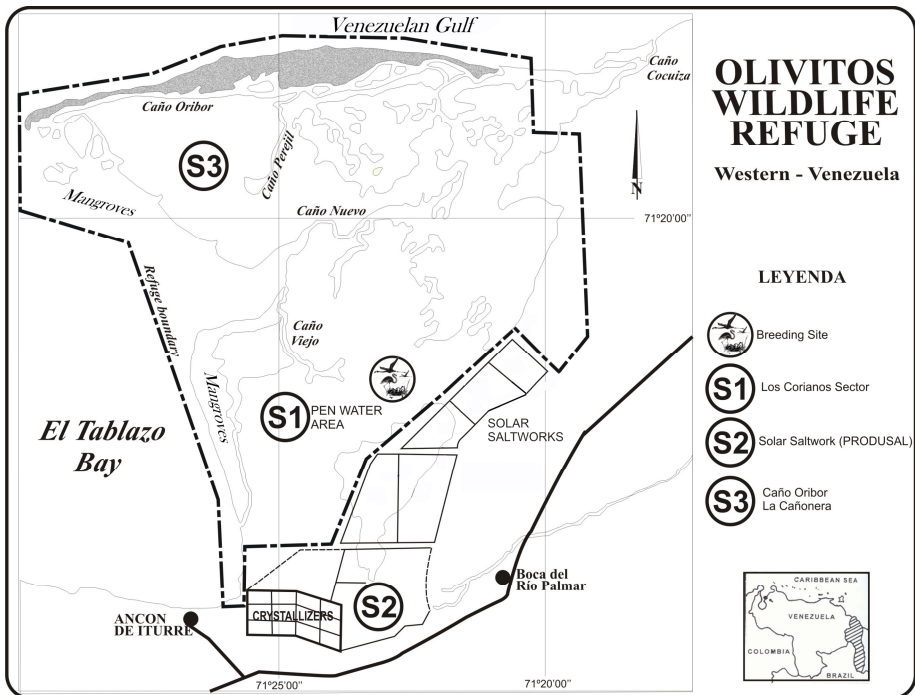 Venezuelan Gulf
Caño
Cocuiza
Caño Oribor
S3
Caño Perejil
N
Mangroves
Caño Nuevo
71°20'00"
Refuge boundary
Caño
Viejo
Mangroves
S1
PEN WATER
AREA
SOLAR
SALTWORKS
El Tablazo
Bay
Boca del
Río Palmar
S2
CRYSTALLIZERS
ANCON
DE ITURRE
71°25'00"
71°20'00"
OLIVITOS
WILDLIFE
REFUGE
Western - Venezuela
LEYENDA
Breeding Site
S1
Los Corianos Sector
S2
Solar Saltwork (PRODUSAL)
S3
Caño Oribor
La Cañonera
CARIBBEAN SEA
VENEZUELA
COLOMBIA
BRAZIL